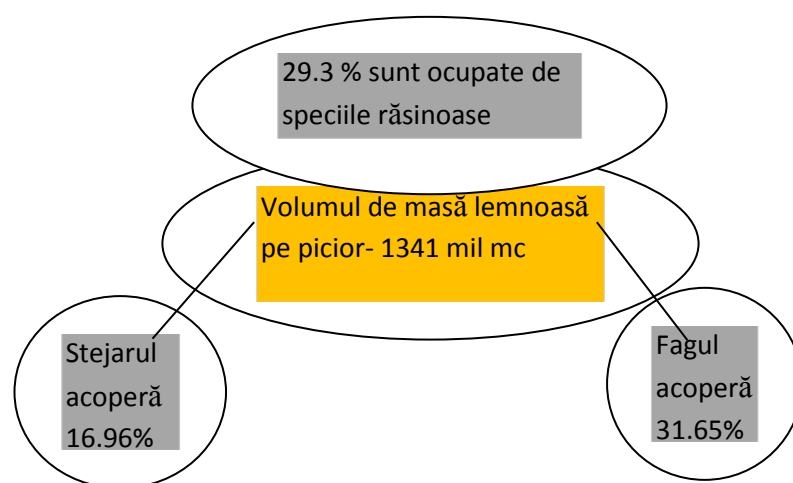 29.3 % sunt ocupate de
speciile rășinoase
Volumul de masă lemnoasă
pe picior- 1341 mil mc
Stejarul
acoperă
16.96%
Fagul
acoperă
31.65%